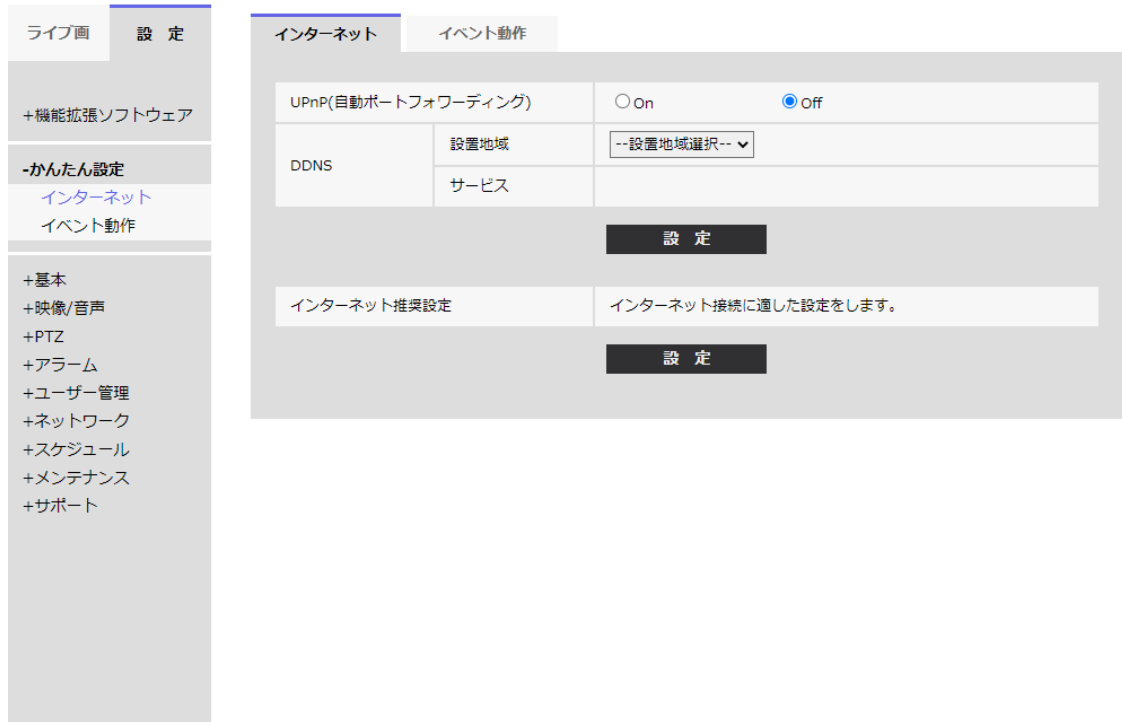 ライブ画 設 定
+機能拡張ソフトウェア
-かんたん設定
インターネット
イベント動作
+基本
+映像/音声
+PTZ
+アラーム
+ユーザー管理
+ネットワーク
+スケジュール
+メンテナンス
+サポート
インターネット イベント動作
UPnP(自動ポートフォワーディング) On Off
DDNS 設置地域 --設置地域選択--
サービス
設 定
インターネット推奨設定 インターネット接続に適した設定をします。
設 定